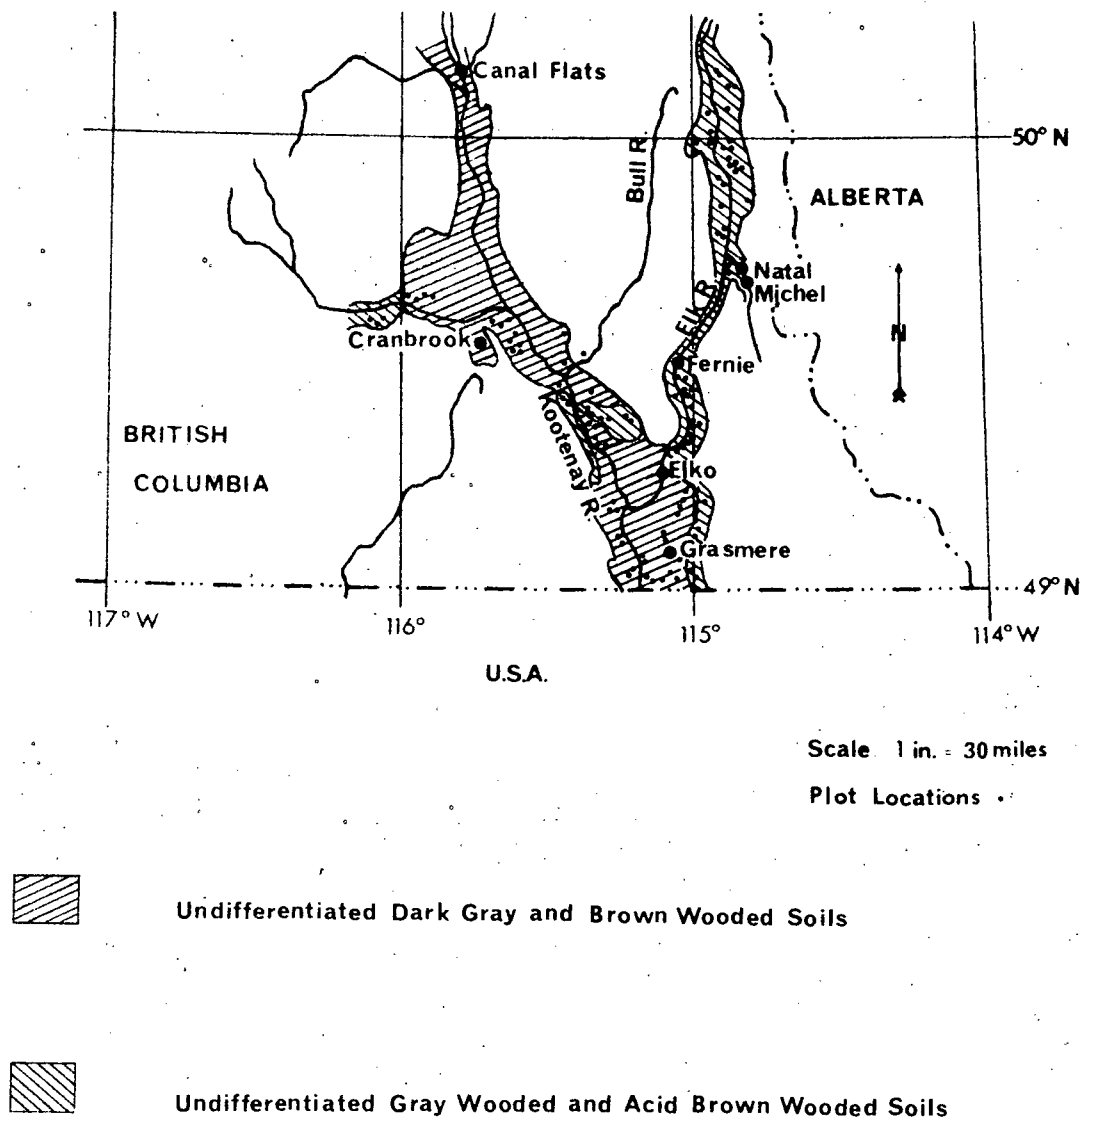 Canal Flats
50° N
Bull R.
ALBERTA
Natal
Michel
Elk R.
N
Cranbrook
Fernie
Kootenay R.
BRITISH
COLUMBIA
Elko
Grasmere
49° N
117° W
116°
115°
114° W
U.S.A.
Scale 1 in. = 30 miles
Plot Locations •
Undifferentiated Dark Gray and Brown Wooded Soils
Undifferentiated Gray Wooded and Acid Brown Wooded Soils